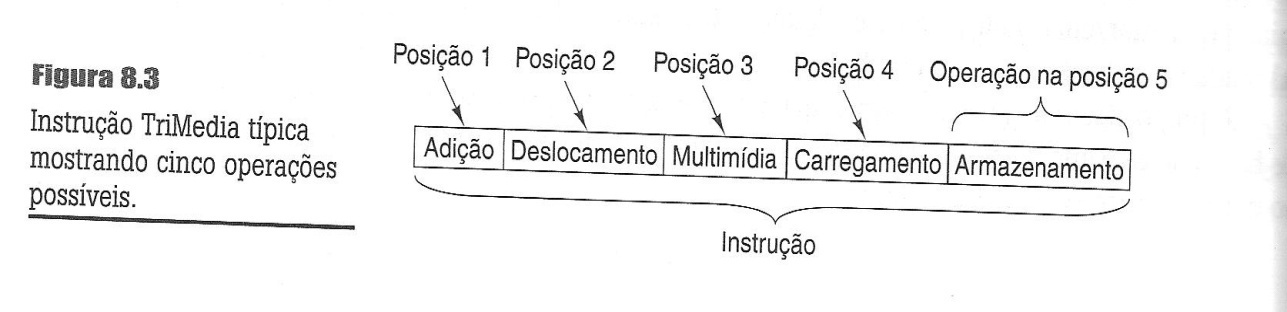 Figura 8.3
Instrução TriMedia típica
mostrando cinco operações
possíveis.
Posição 1 Posição 2 Posição 3 Posição 4 Operação na posição 5
Adição Deslocamento Multimídia Carregamento Armazenamento
Instrução